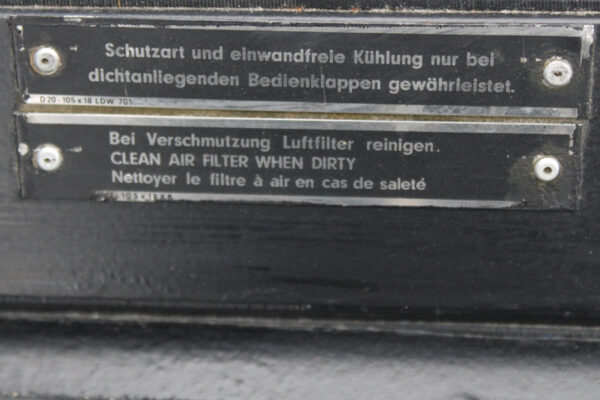 Schutzart und einwandfreie Kühlung nur bei
dichtanliegenden Bedienklappen gewährleistet.
D 20-105 x 18 LDW 701
Bei Verschmutzung Luftfilter reinigen.
CLEAN AIR FILTER WHEN DIRTY
Nettoyer le filtre à air en cas de saleté